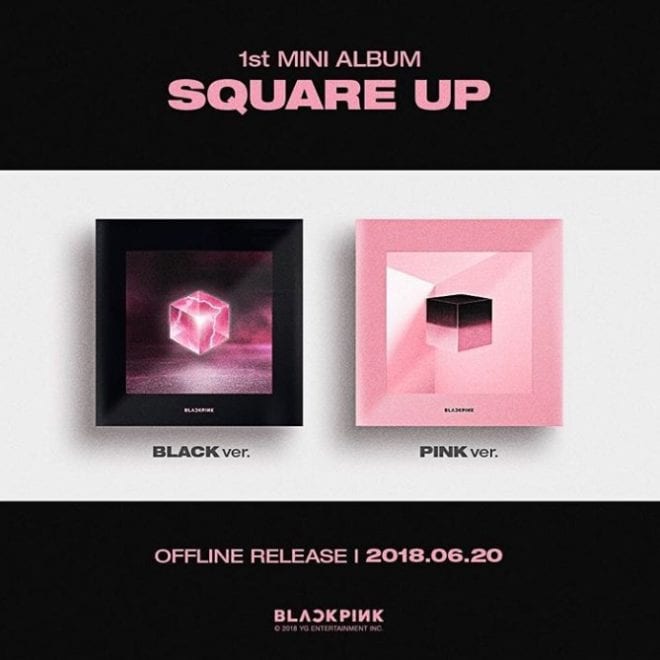 1st MINI ALBUM
SQUARE UP
BLACKPINK
BLACKPINK
BLACK ver.
PINK ver.
OFFLINE RELEASE | 2018.06.20
BLACKPINK
© 2018 YG ENTERTAINMENT INC.